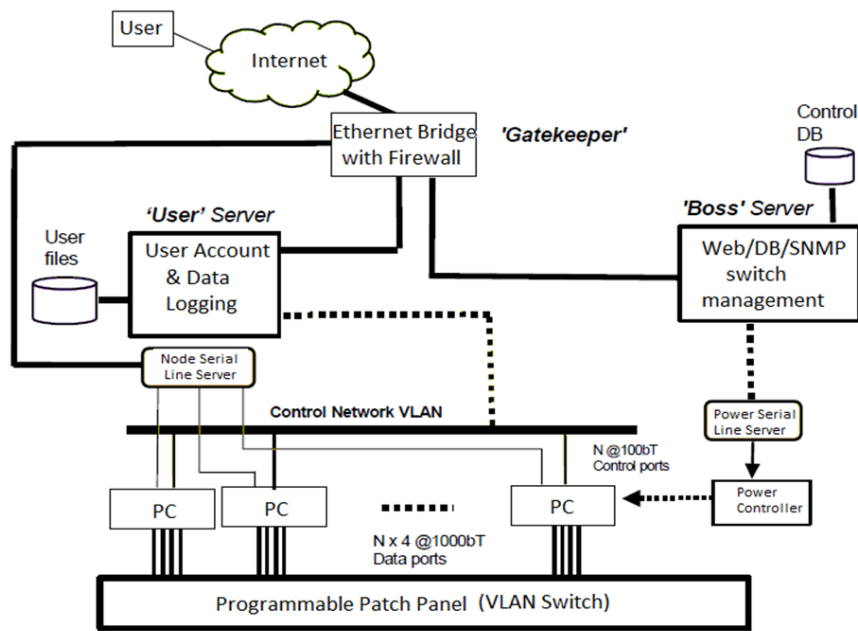 User
Internet
Ethernet Bridge
with Firewall
'Gatekeeper'
Control
DB
'Boss' Server
Web/DB/SNMP
switch
management
‘User’ Server
User
files
User Account
& Data
Logging
Node Serial
Line Server
Control Network VLAN
Power Serial
Line Server
N @100bT
Control ports
PC
PC
PC
Power
Controller
N x 4 @1000bT
Data ports
Programmable Patch Panel (VLAN Switch)